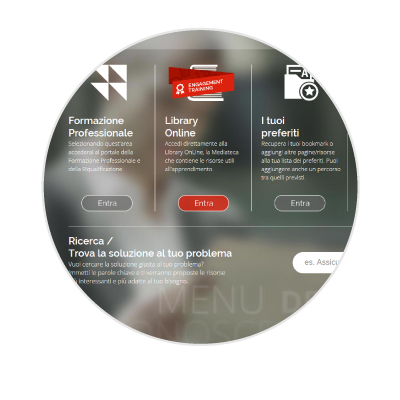 ENGAGEMENT
TRAINING
A
Formazione
Professionale
Selezionando quest'area
accederai al portale della
Formazione Professionale e
della Riqualificazione
Entra
Library
Online
Accedi direttamente alla
Library OnLine, la Mediateca
che contiene le risorse utili
all'apprendimento
Entra
I tuoi
preferiti
Recupera i tuoi bookmark o
aggiungi altre pagine/risorse
alla tua lista dei preferiti. Puoi
aggiungere anche un percorso
tra quelli previsti
Entra
Ricerca /
Trova la soluzione al tuo problema
Vuoi cercare la soluzione giusta al tuo problema?
Immetti le parole chiave e ti verranno proposte le risorse
più interessanti e più adatte al tuo bisogno.
es. Assicu
MENU